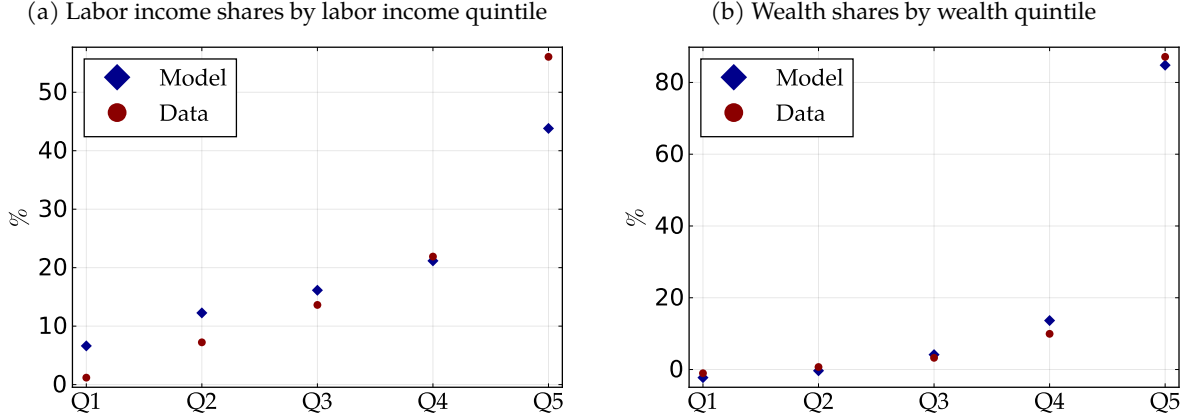 (a) Labor income shares by labor income quintile
Model
Data
%
50
40
30
20
10
0
Q1 Q2 Q3 Q4 Q5
(b) Wealth shares by wealth quintile
Model
Data
%
80
60
40
20
0
Q1 Q2 Q3 Q4 Q5